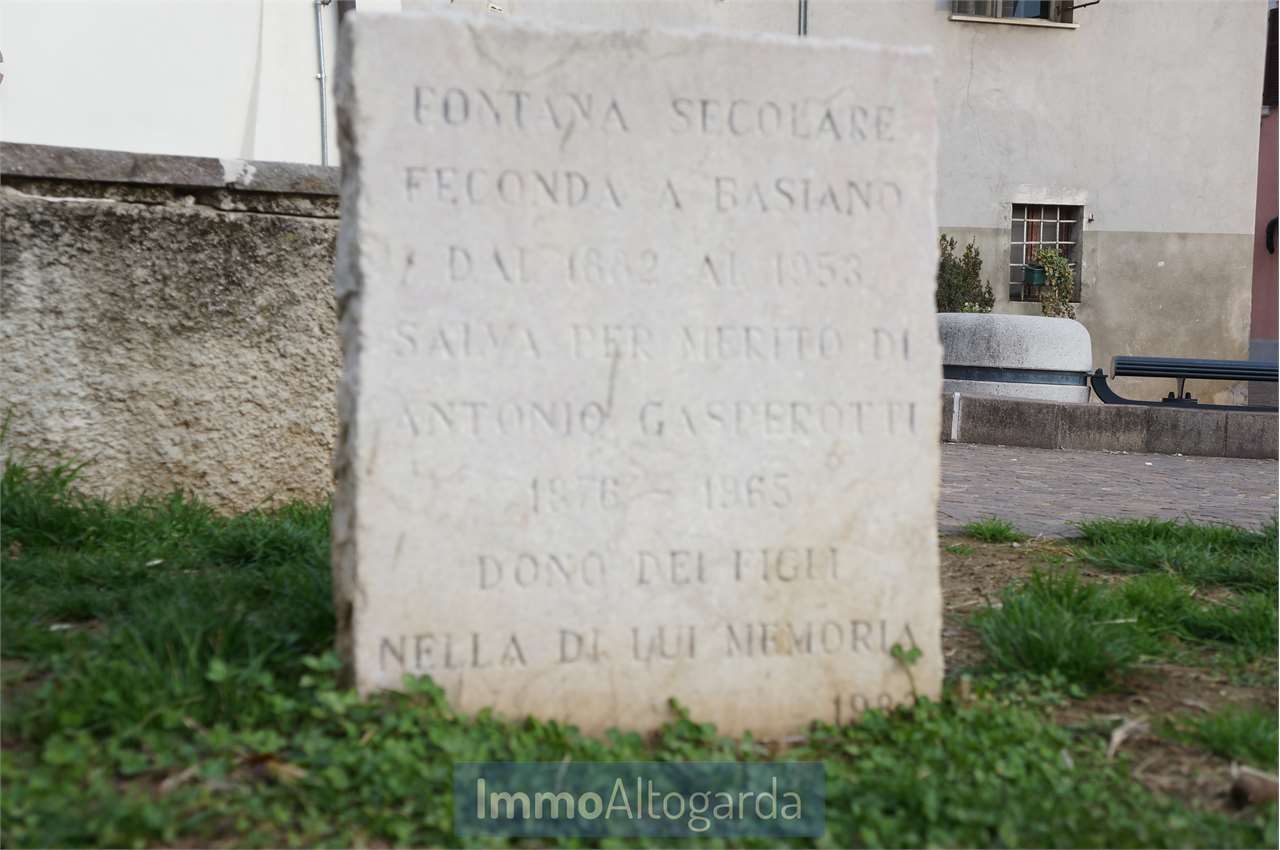 FONTANA SECOLARE
FECONDA A BASIANO
DAL 1882 AL 1953
SALVA PER MERITO DI
ANTONIO GASPEROTTI
1876 - 1965
DONO DEI FIGLI
NELLA DI LUI MEMORIA
ImmoAltogarda